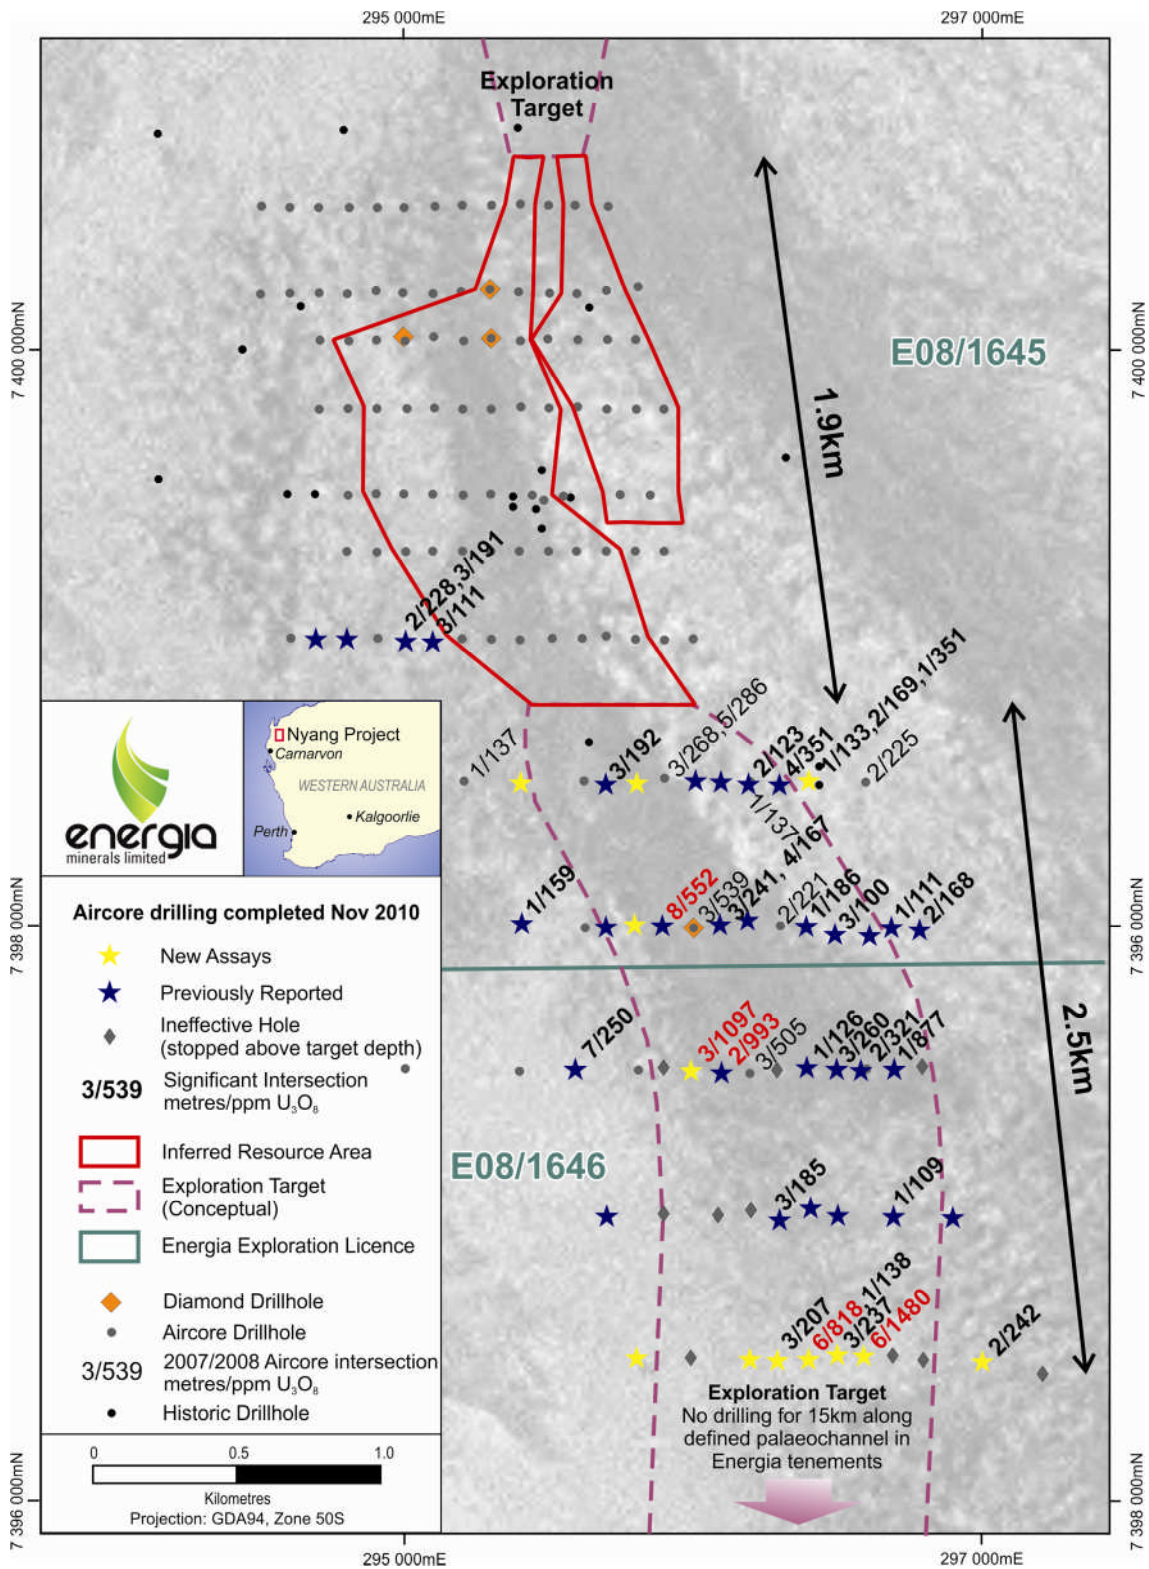 295 000mE
297 000mE
Exploration
Target
7 400 000mN
7 400 000mN
E08/1645
1.9km
2/228,3/191
3/111
1/137
3/192
3/268,5/286
2/123
4/351
1/133,2/169,1/351
2/225
1/137
1/159
8/552
3/539
3/241, 4/167
2/221
1/186
3/100
1/111
2/168
7 398 000mN
7 396 000mN
2.5km
7/250
3/1097
2/993
3/505
1/126
3/260
2/321
1/877
E08/1646
3/185
1/109
3/207
6/818,1/138
3/237
6/1480
2/242
Exploration Target
No drilling for 15km along
defined palaeochannel in
Energia tenements
energia
minerals limited
Nyang Project
Carnarvon
WESTERN AUSTRALIA
Kalgoorlie
Perth
Aircore drilling completed Nov 2010
New Assays
Previously Reported
Ineffective Hole
(stopped above target depth)
3/539 Significant Intersection
metres/ppm U₃O₈
Inferred Resource Area
Exploration Target
(Conceptual)
Energia Exploration Licence
Diamond Drillhole
Aircore Drillhole
3/539 2007/2008 Aircore intersection
metres/ppm U₃O₈
Historic Drillhole
0 0.5 1.0
Kilometres
Projection: GDA94, Zone 50S
7 396 000mN
7 398 000mN
295 000mE
297 000mE